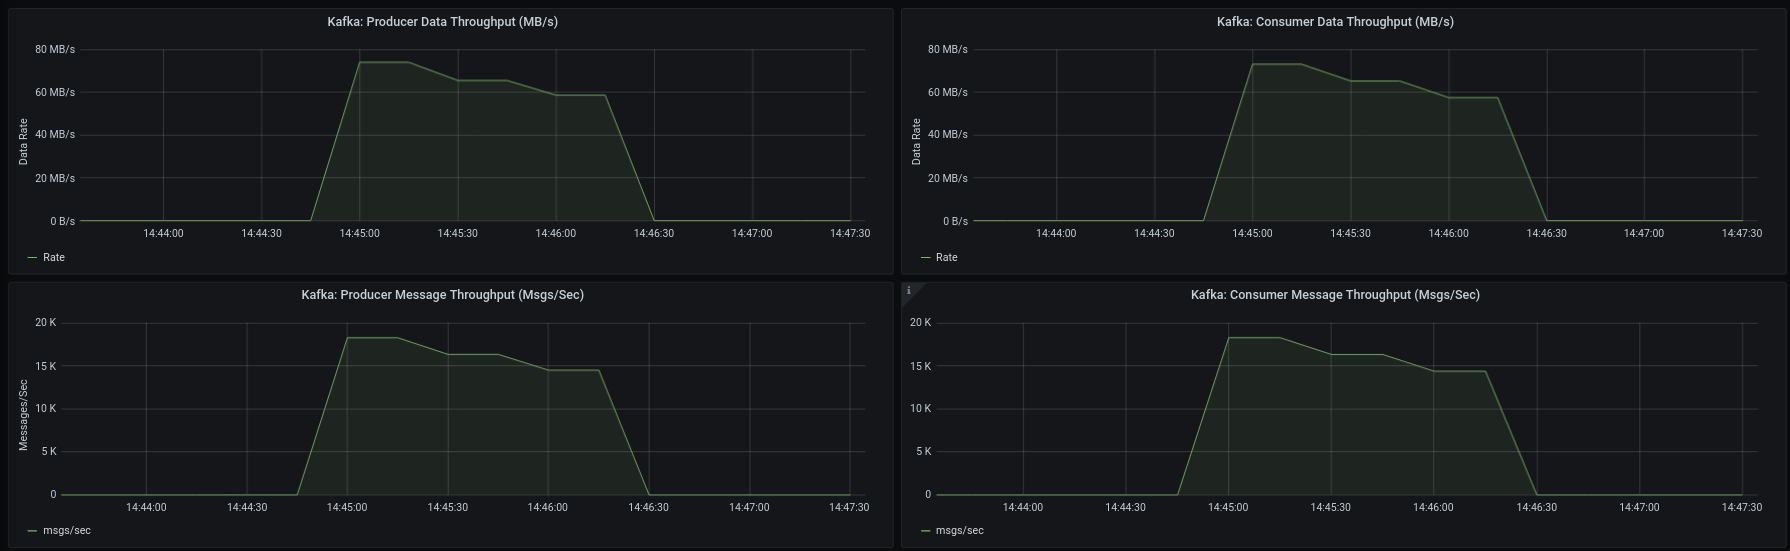 Kafka: Producer Data Throughput (MB/s)
80 MB/s
60 MB/s
40 MB/s
20 MB/s
0 B/s
Data Rate
14:44:00 14:44:30 14:45:00 14:45:30 14:46:00 14:46:30 14:47:00 14:47:30
Rate
Kafka: Consumer Data Throughput (MB/s)
80 MB/s
60 MB/s
40 MB/s
20 MB/s
0 B/s
Data Rate
14:44:00 14:44:30 14:45:00 14:45:30 14:46:00 14:46:30 14:47:00 14:47:30
Rate
Kafka: Producer Message Throughput (Msgs/Sec)
20 K
15 K
10 K
5 K
0
Messages/Sec
14:44:00 14:44:30 14:45:00 14:45:30 14:46:00 14:46:30 14:47:00 14:47:30
msgs/sec
i
Kafka: Consumer Message Throughput (Msgs/Sec)
20 K
15 K
10 K
5 K
0
14:44:00 14:44:30 14:45:00 14:45:30 14:46:00 14:46:30 14:47:00 14:47:30
msgs/sec